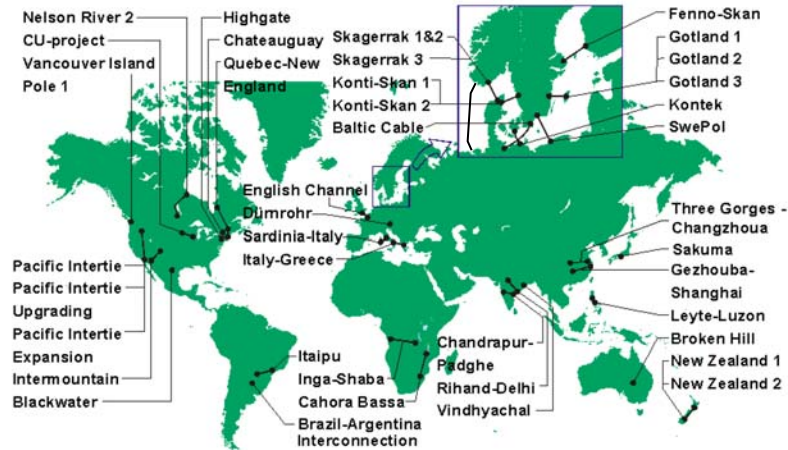 Nelson River 2
CU-project
Vancouver Island
Pole 1
Highgate
Chateauguay
Quebec-New
England
Skagerrak 1&2
Skagerrak 3
Konti-Skan 1
Konti-Skan 2
Baltic Cable
Fenno-Skan
Gotland 1
Gotland 2
Gotland 3
Kontek
SwePol
English Channel
Dürnrohr
Sardinia-Italy
Italy-Greece
Three Gorges -
Changzhoua
Sakuma
Gezhouba-
Shanghai
Leyte-Luzon
Broken Hill
New Zealand 1
New Zealand 2
Pacific Intertie
Pacific Intertie
Upgrading
Pacific Intertie
Expansion
Intermountain
Blackwater
Itaipu
Inga-Shaba
Cahora Bassa
Brazil-Argentina
Interconnection
Chandrapur-
Padghe
Rihand-Delhi
Vindhyachal